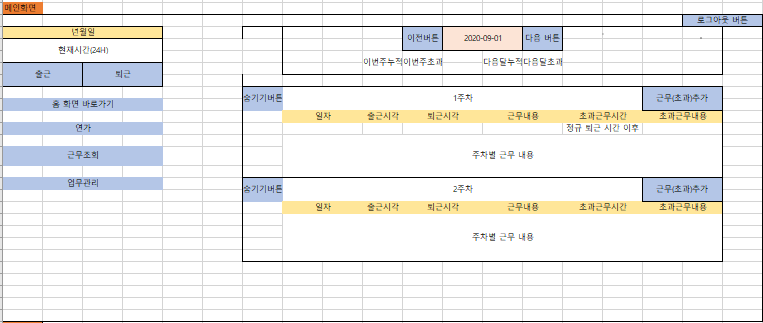 메인화면
로그아웃 버튼
년월일
현재시간(24H)
출근 퇴근
홈 화면 바로가기
연가
근무조회
업무관리
이전버튼 2020-09-01 다음 버튼
이번주누적이번주초과 다음달누적다음달초과
숨기기버튼 1주차 근무(초과)추가
일자 출근시각 퇴근시각 근무내용 초과근무시간 초과근무내용
정규 퇴근 시간 이후
주차별 근무 내용
숨기기버튼 2주차 근무(초과)추가
일자 출근시각 퇴근시각 근무내용 초과근무시간 초과근무내용
주차별 근무 내용